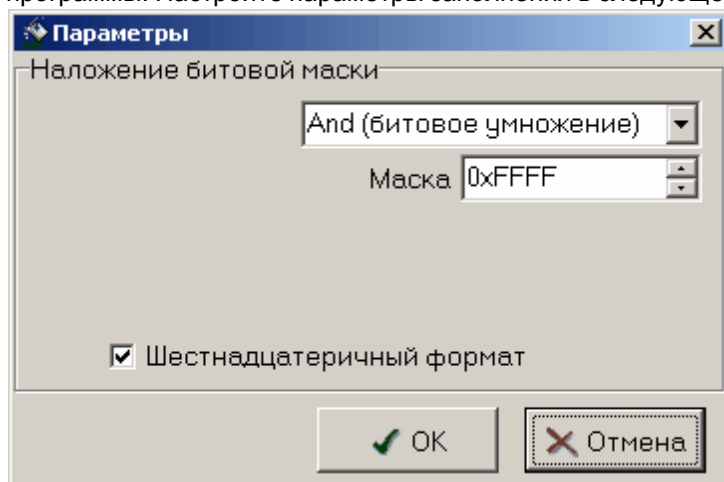 программы. Настройте параметры заполнения в следующе
Параметры
Наложение битовой маски
And (битовое умножение)
Маска 0xFFFF
Шестнадцатеричный формат
OK Отмена